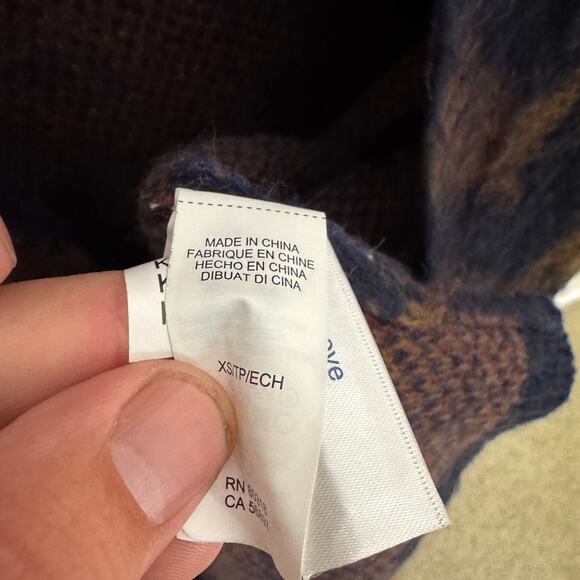 MADE IN CHINA
FABRIQUE EN CHINE
HECHO EN CHINA
DIBUAT DI CINA
XS/TP/ECH
RN
CA